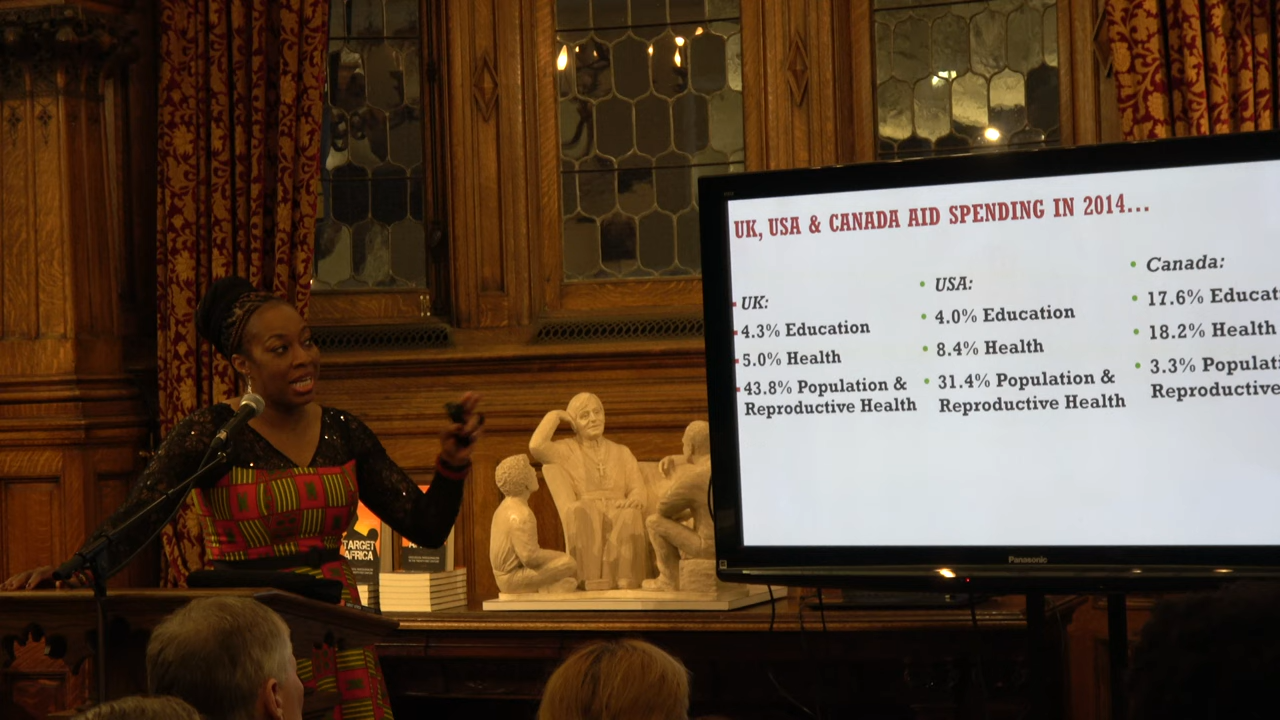 UK, USA & CANADA AID SPENDING IN 2014...
UK:
4.3% Education
5.0% Health
43.8% Population &
Reproductive Health
USA:
4.0% Education
8.4% Health
31.4% Population &
Reproductive Health
Canada:
17.6% Educat
18.2% Health
3.3% Populati
Reproductive
Panasonic
TARGET
AFRICA